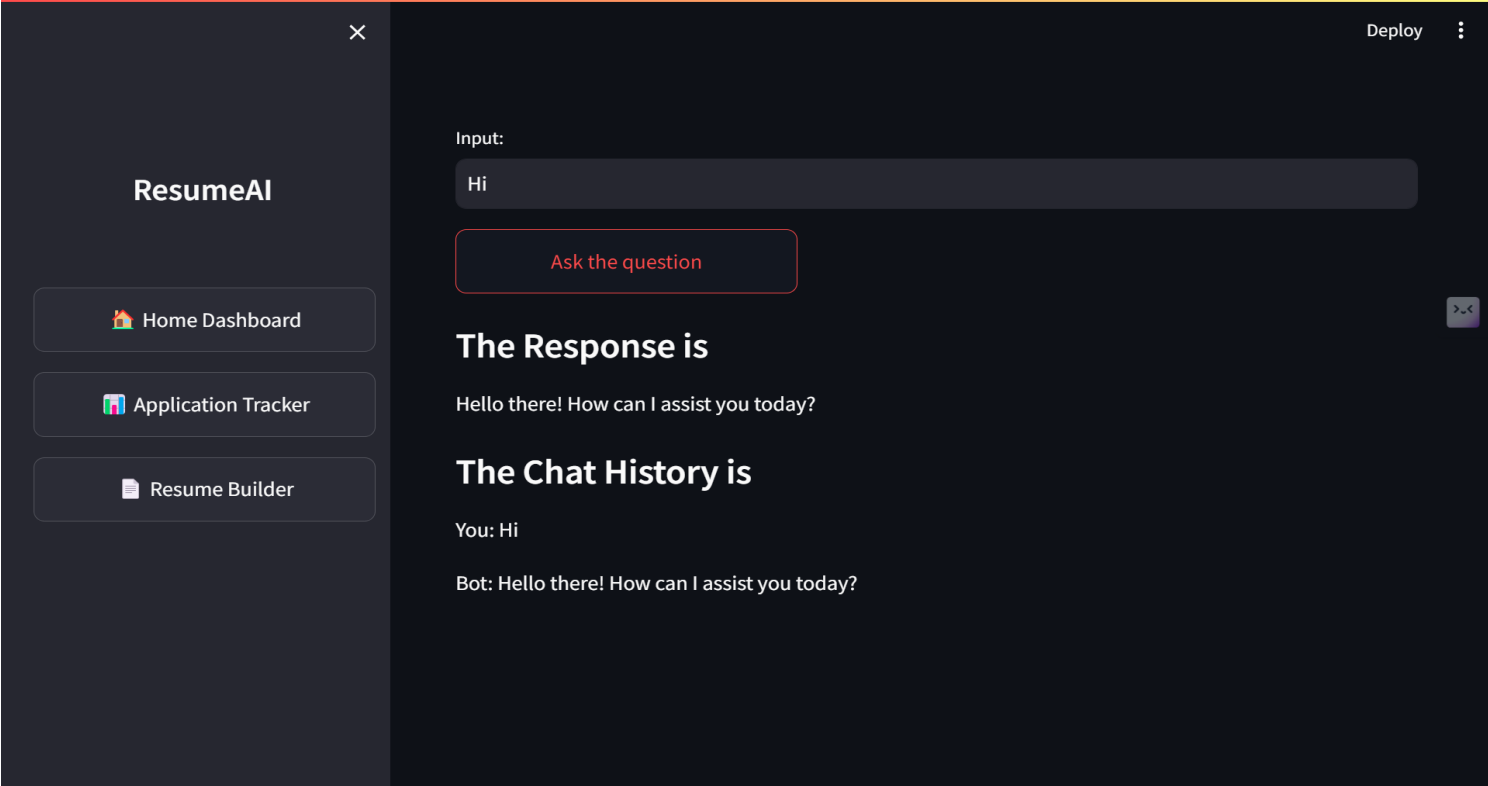 Deploy
ResumeAI
🏠 Home Dashboard
📊 Application Tracker
📄 Resume Builder
Input:
Hi
Ask the question
The Response is
Hello there! How can I assist you today?
The Chat History is
You: Hi
Bot: Hello there! How can I assist you today?